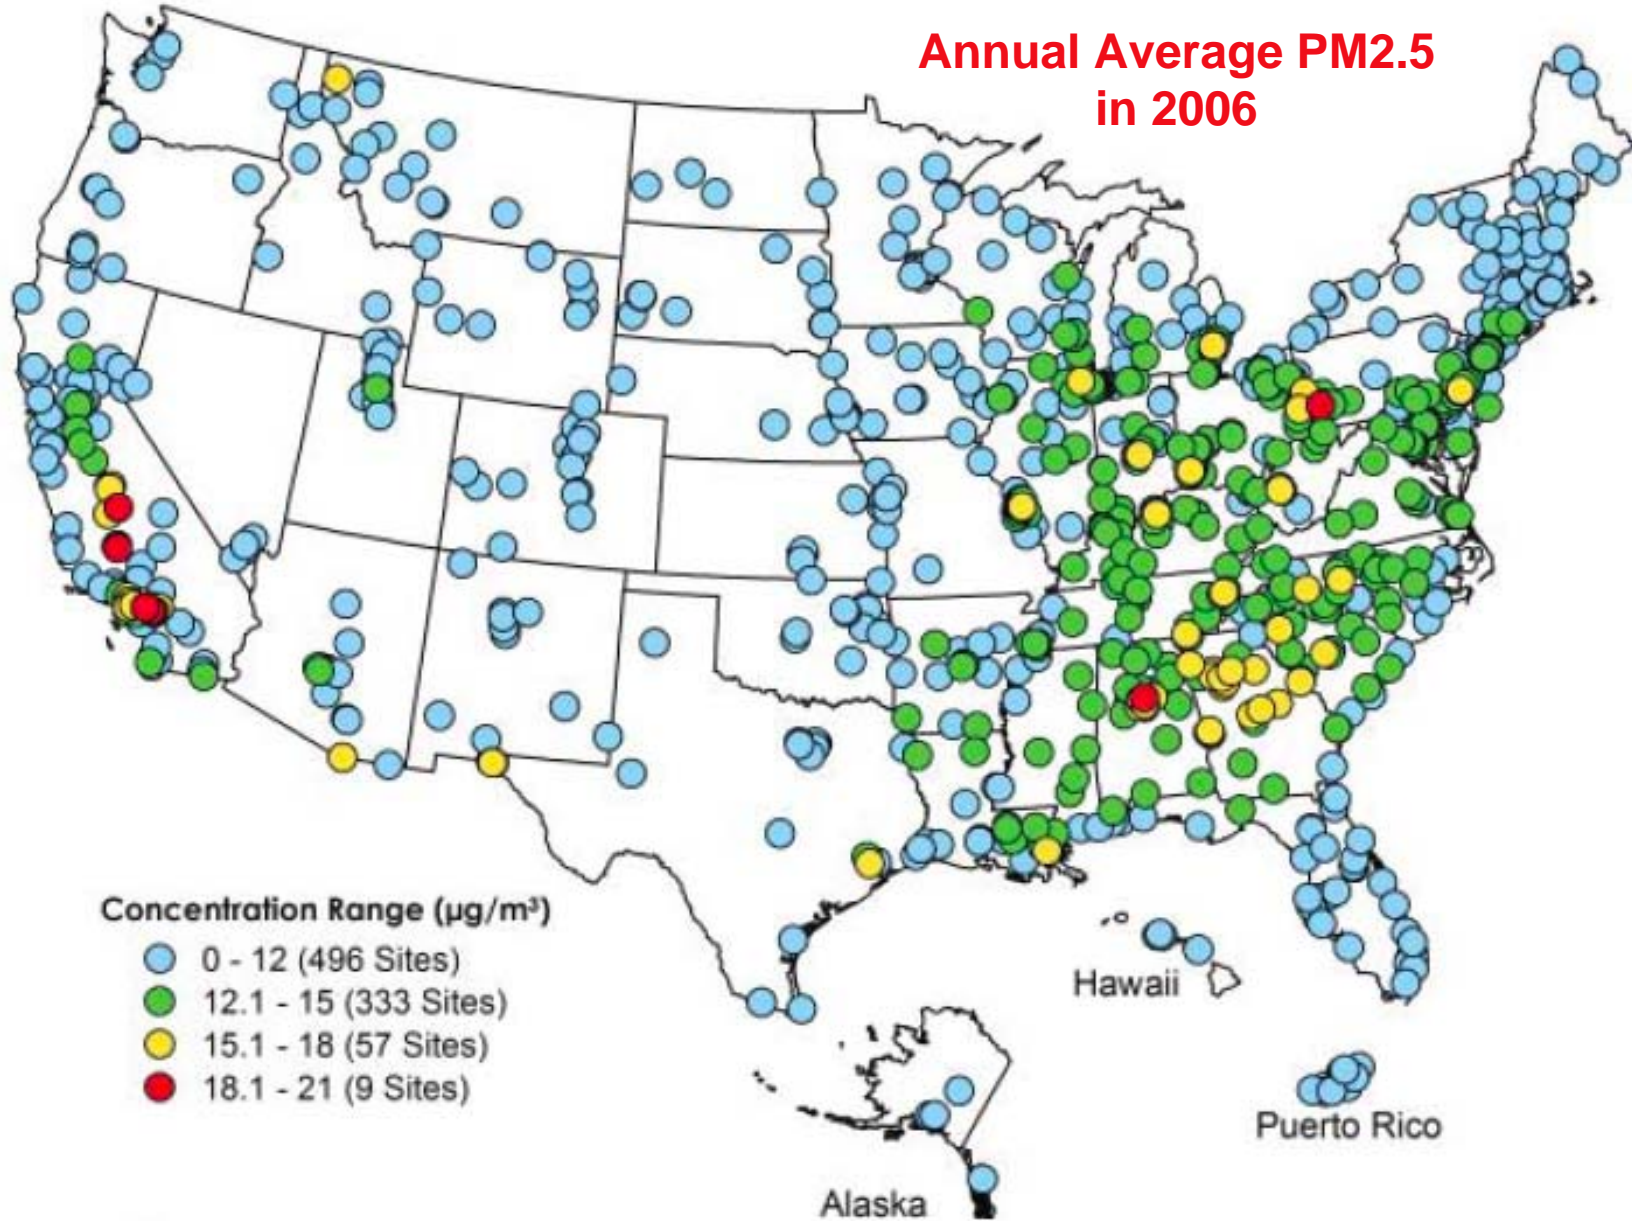 Annual Average PM2.5
in 2006
Concentration Range (µg/m³)
0 - 12 (496 Sites)
12.1 - 15 (333 Sites)
15.1 - 18 (57 Sites)
18.1 - 21 (9 Sites)
Hawaii
Puerto Rico
Alaska